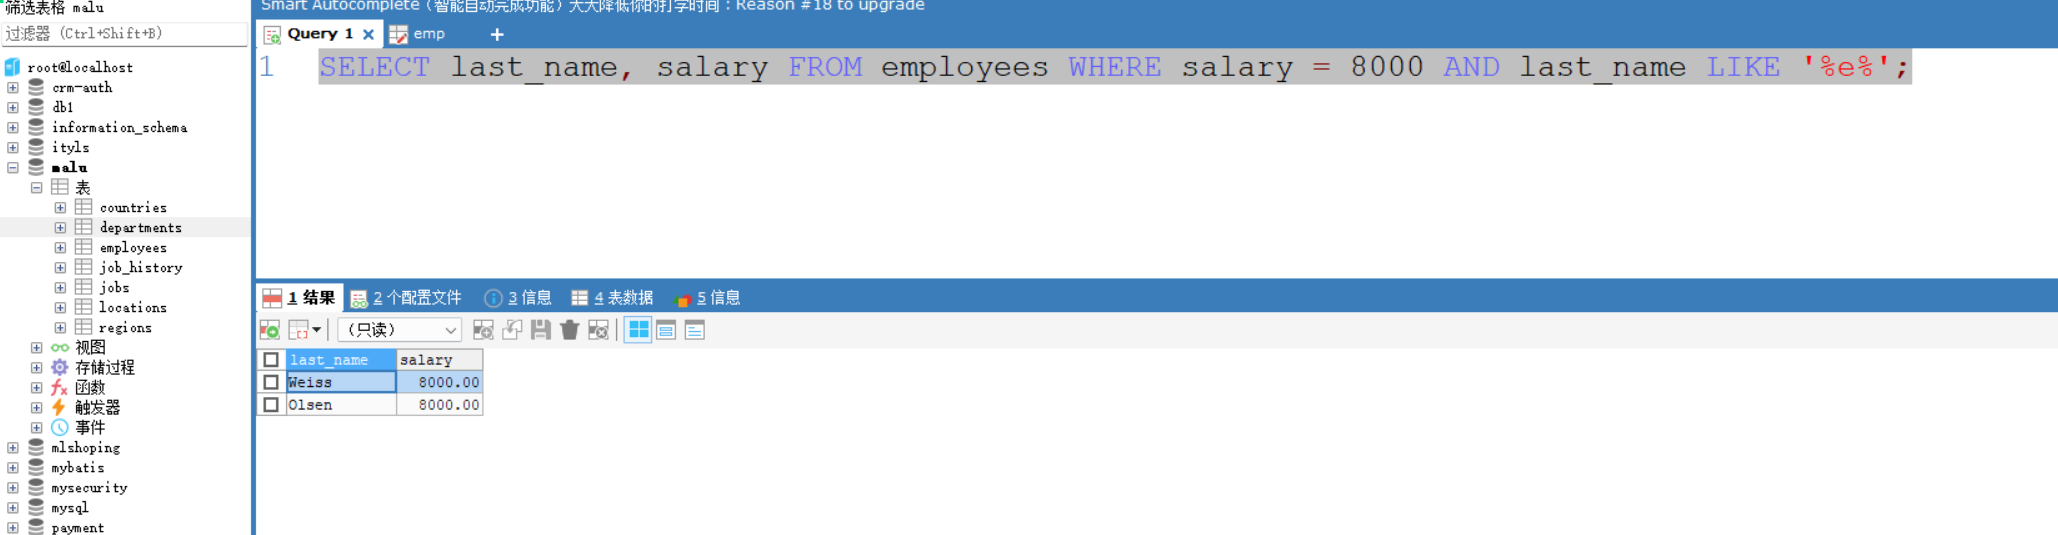 筛选表格 malu
过滤器 (Ctrl+Shift+B)
root@localhost
crm-auth
db1
information_schema
ityls
malu
表
countries
departments
employees
job_history
jobs
locations
regions
视图
存储过程
函数
触发器
事件
mlshoping
mybatis
mysecurity
mysql
payment
Smart Autocomplete（智能自动完成功能）大大降低你的打字时间：Reason #18 to upgrade
Query 1 emp
1 SELECT last_name, salary FROM employees WHERE salary = 8000 AND last_name LIKE '%e%';
1 结果 2 个配置文件 3 信息 4 表数据 5 信息
（只读）
last_name salary
Weiss 8000.00
Olsen 8000.00